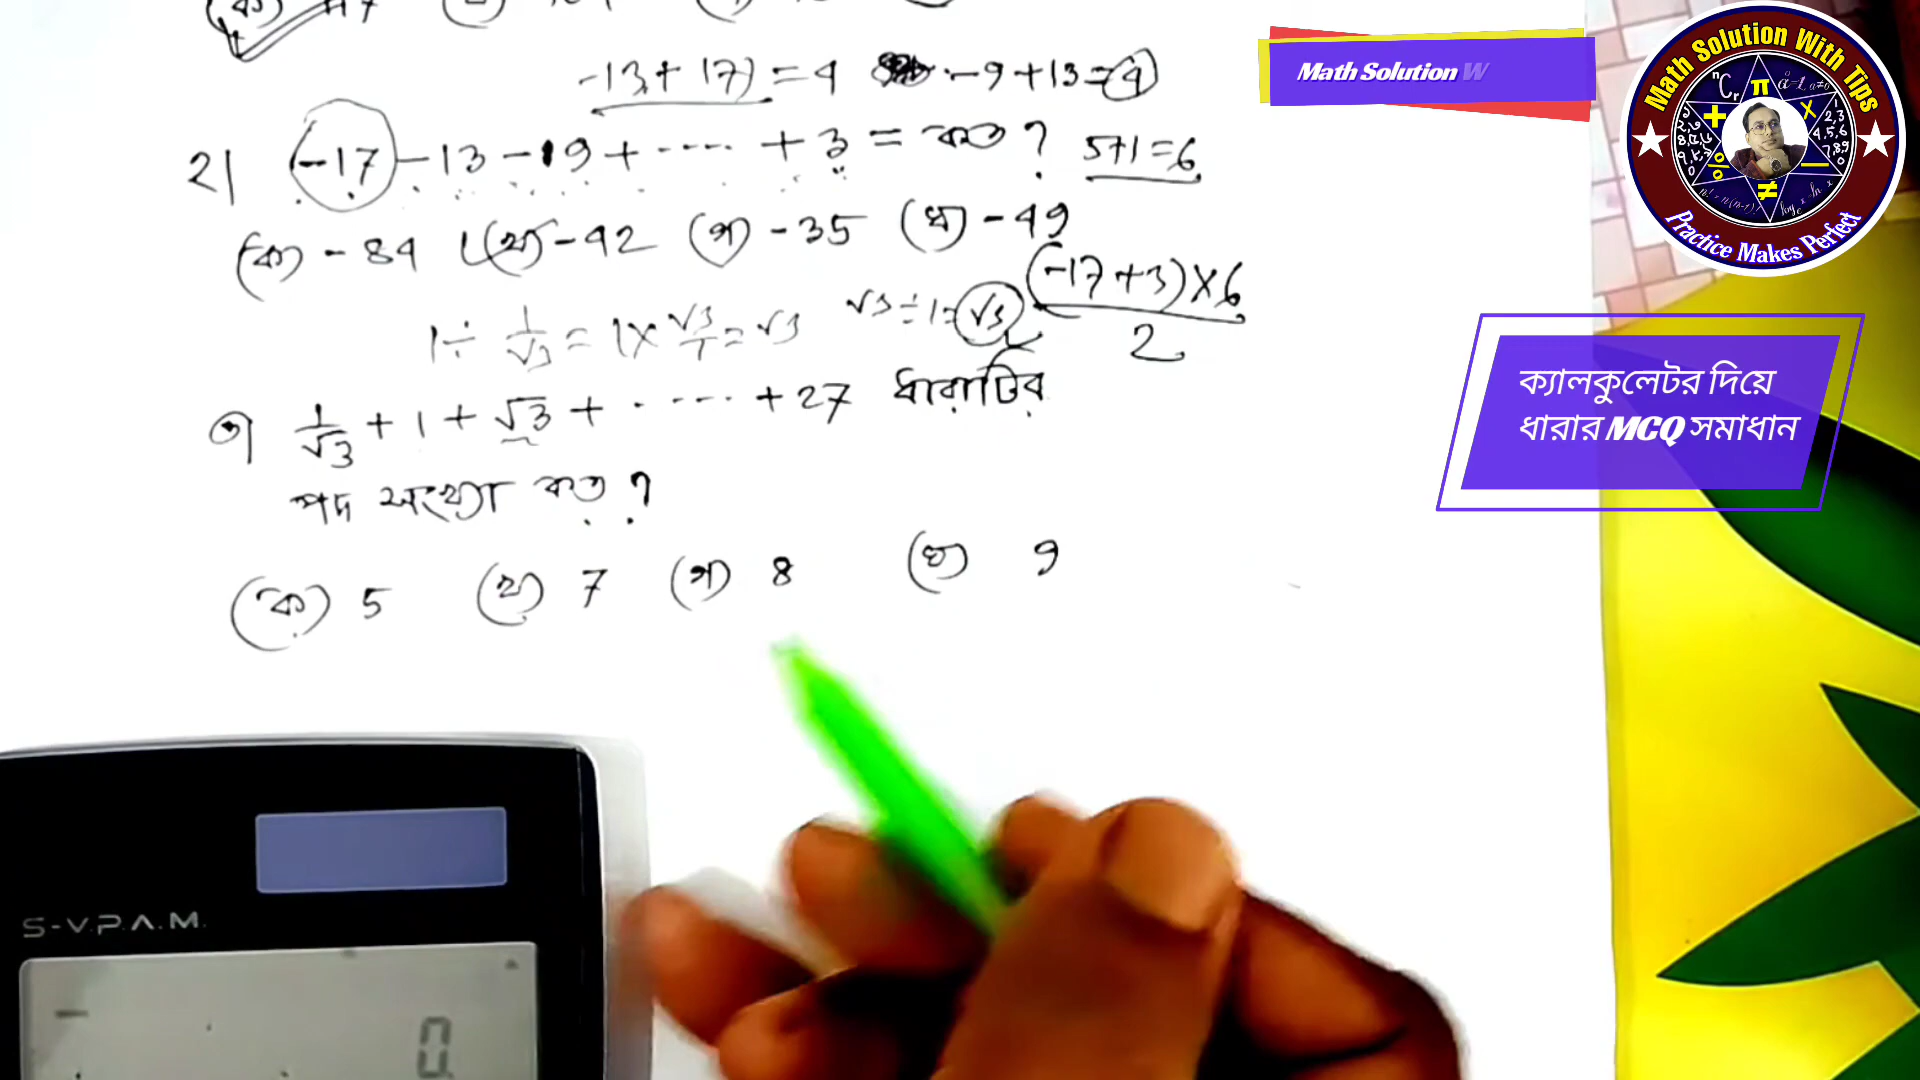 -13+17) = 4 -9+13=4
২। -17-13-9+....+3 = কত ? 5+1=6
(ক) -84 (খ) -42 (গ) -35 (ঘ) -49
(-17+3)×6
2
1÷ 1/√3 = 1× √3/1 = √3 √3÷1=√3
৩) 1/√3 + 1 + √3 + ..... + 27 ধারাটির
পদ সংখ্যা কত ?
(ক) 5 (খ) 7 (গ) 8 (ঘ) 9
S-V.P.A.M.
0.
Math Solution W
Math Solution With Tips
Practice Makes Perfect
ক্যালকুলেটর দিয়ে
ধারার MCQ সমাধান